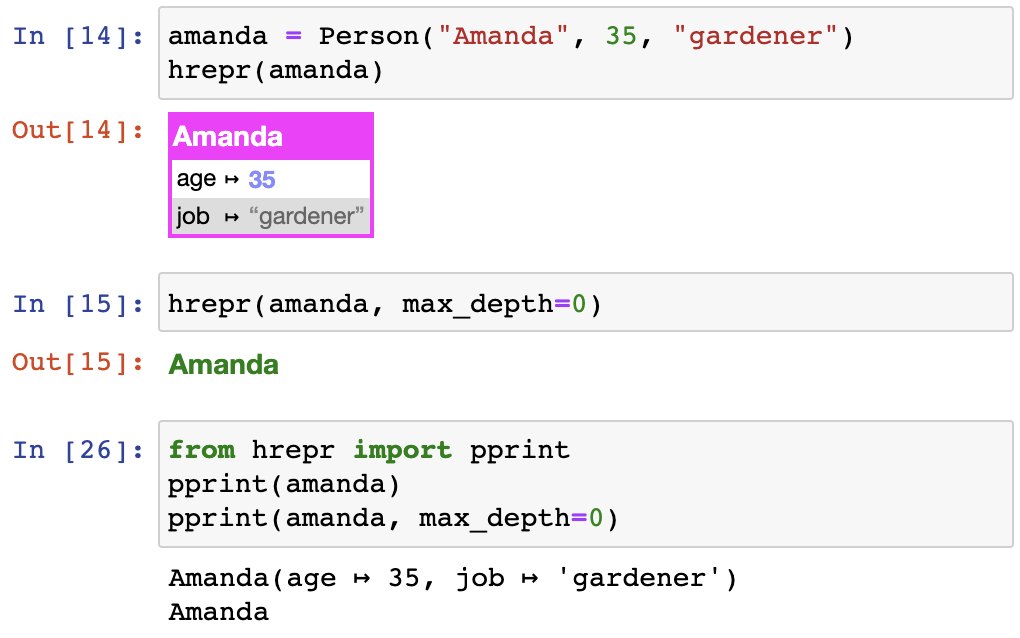 In [14]: amanda = Person("Amanda", 35, "gardener")
hrepr(amanda)
Out[14]: Amanda
age ↦ 35
job ↦ “gardener”
In [15]: hrepr(amanda, max_depth=0)
Out[15]: Amanda
In [26]: from hrepr import pprint
pprint(amanda)
pprint(amanda, max_depth=0)
Amanda(age ↦ 35, job ↦ 'gardener')
Amanda